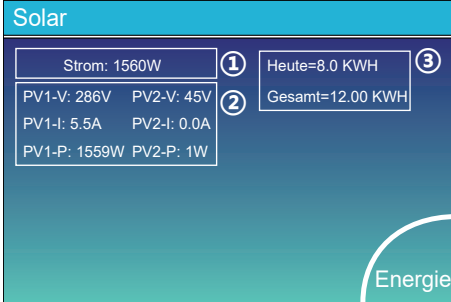 Solar
Strom: 1560W ①
PV1-V: 286V PV2-V: 45V ②
PV1-I: 5.5A PV2-I: 0.0A
PV1-P: 1559W PV2-P: 1W
Heute=8.0 KWH ③
Gesamt=12.00 KWH
Energie